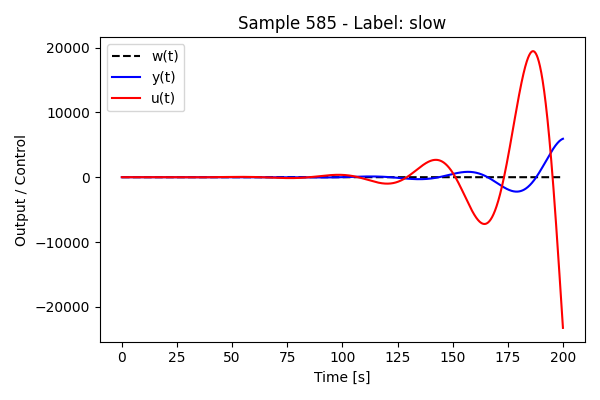 Sample 585 - Label: slow
w(t)
y(t)
u(t)
Output / Control
20000
10000
0
−10000
−20000
0 25 50 75 100 125 150 175 200
Time [s]